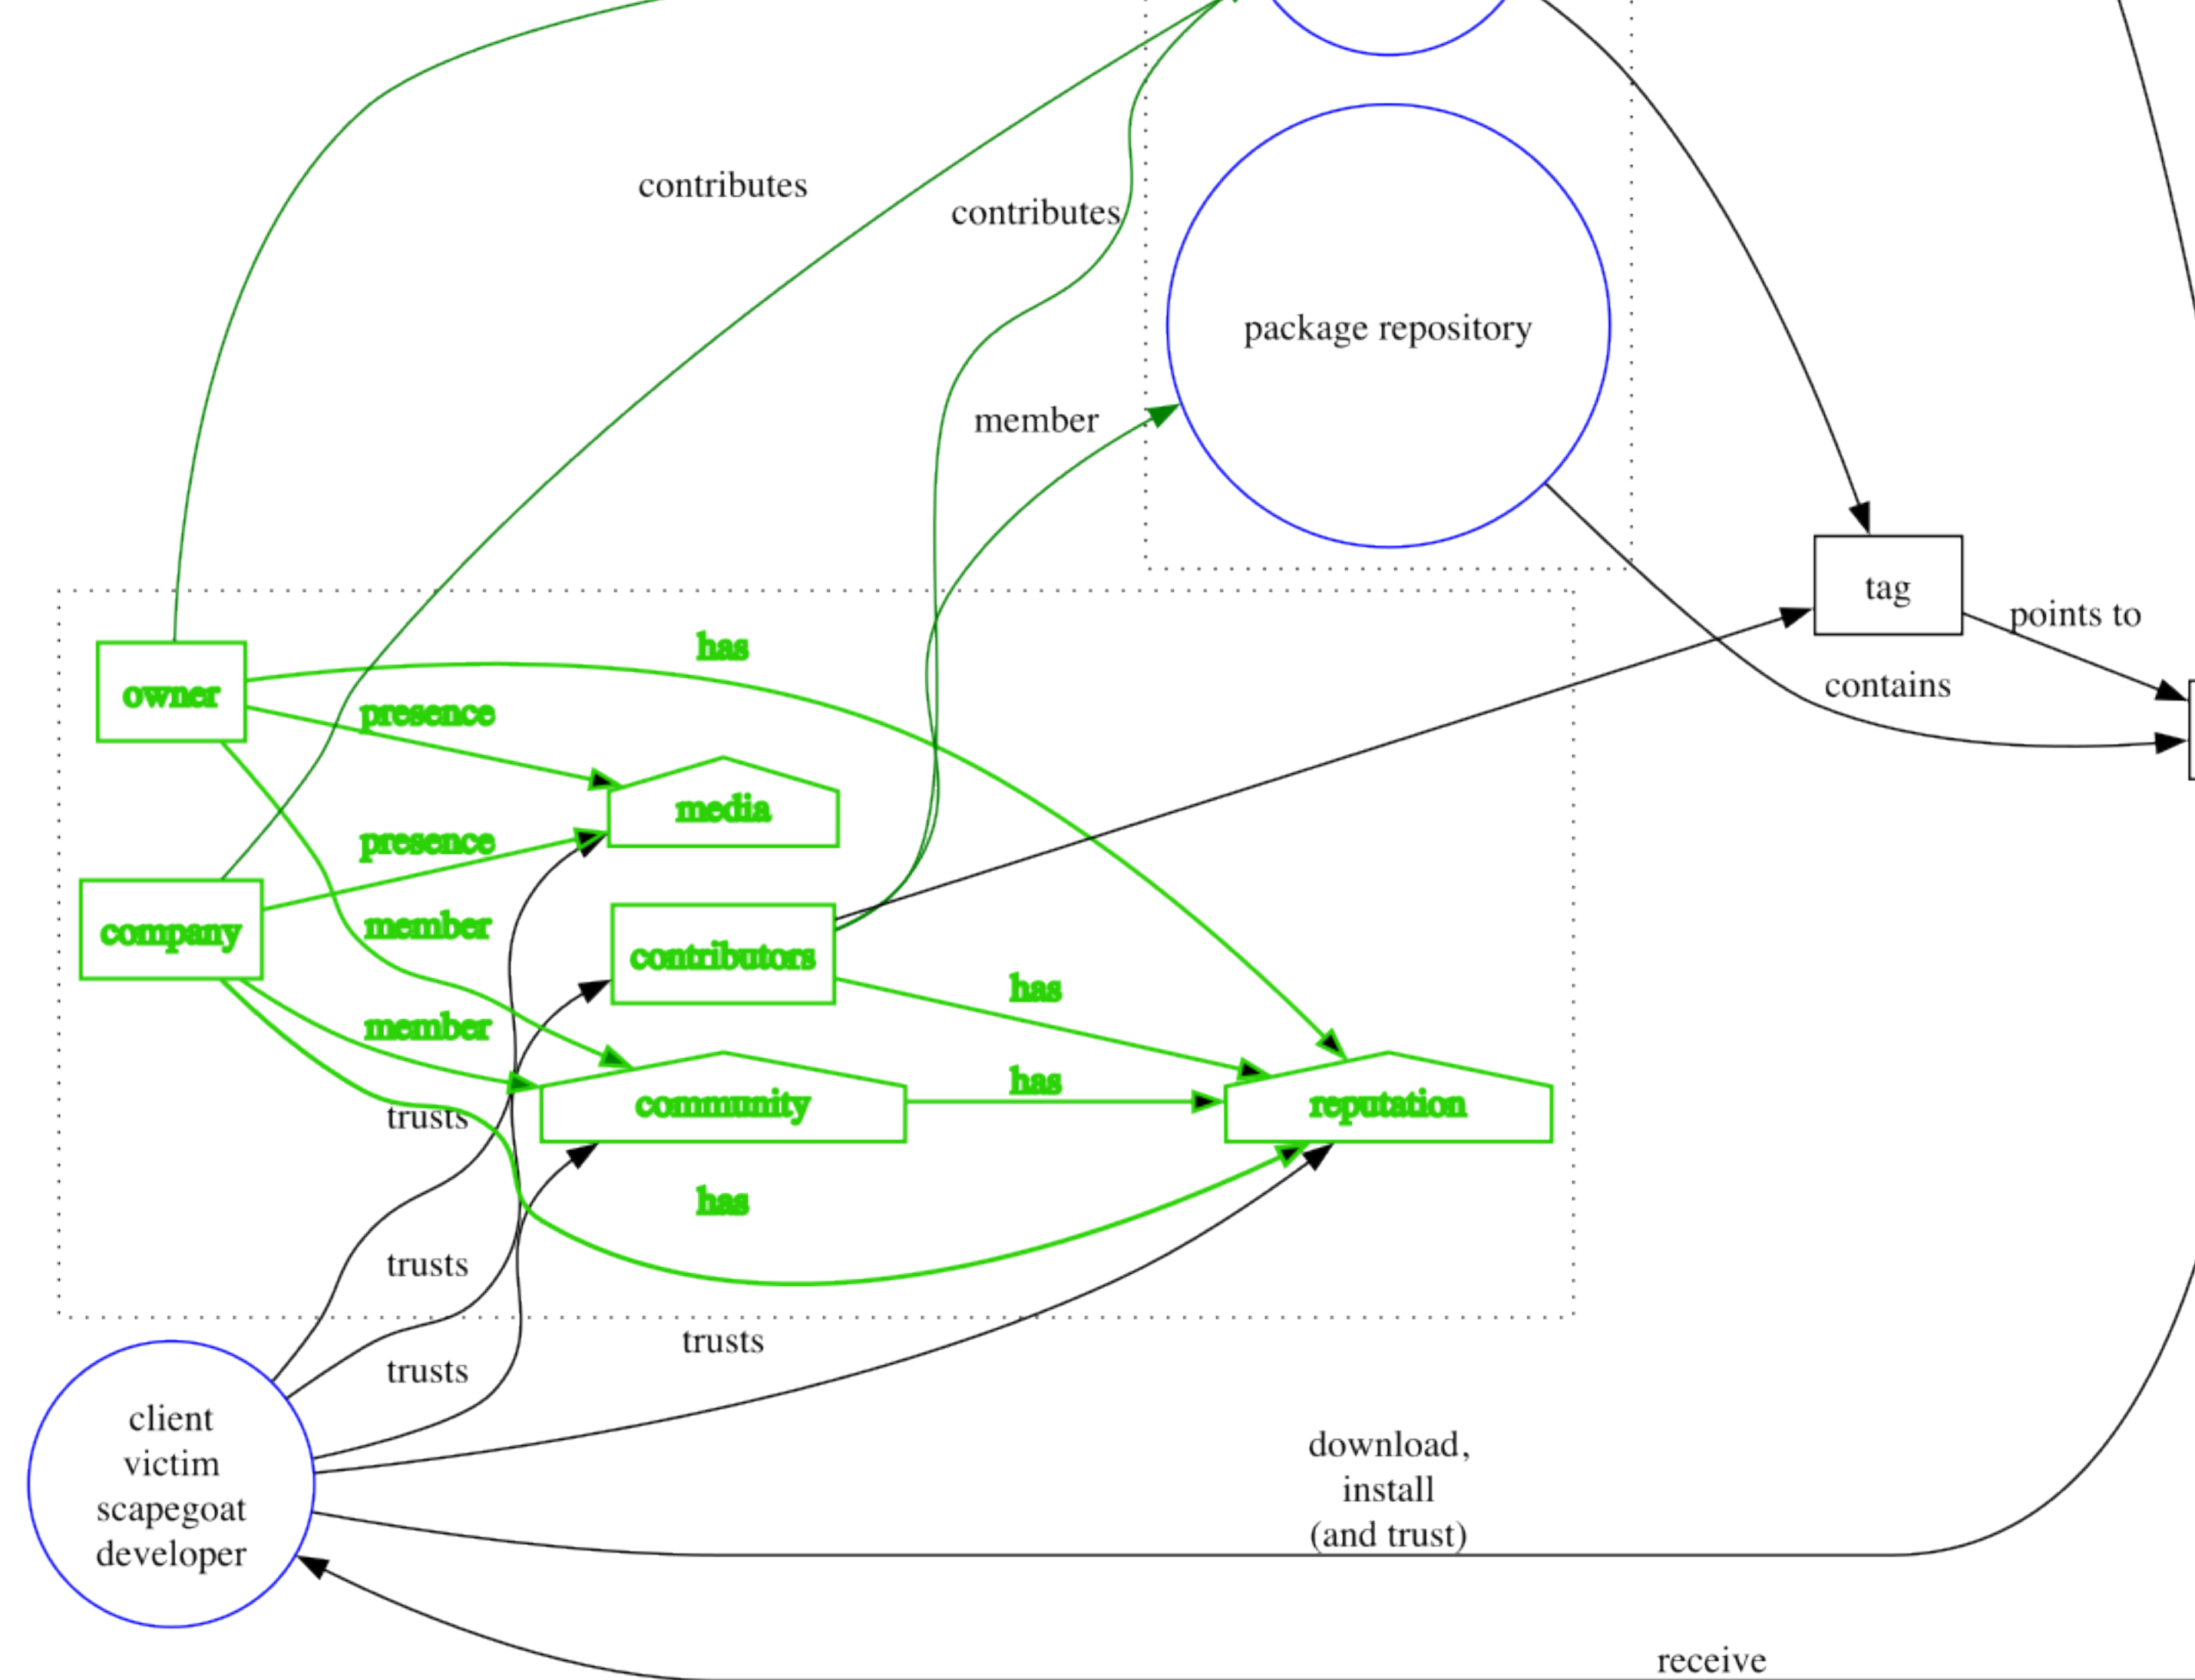 contributes
contributes
package repository
member
tag
points to
has
contains
owner
presence
media
presence
member
company
contributors
has
member
has
community
reputation
trusts
has
trusts
trusts
trusts
client
victim
scapegoat
developer
download,
install
(and trust)
receive